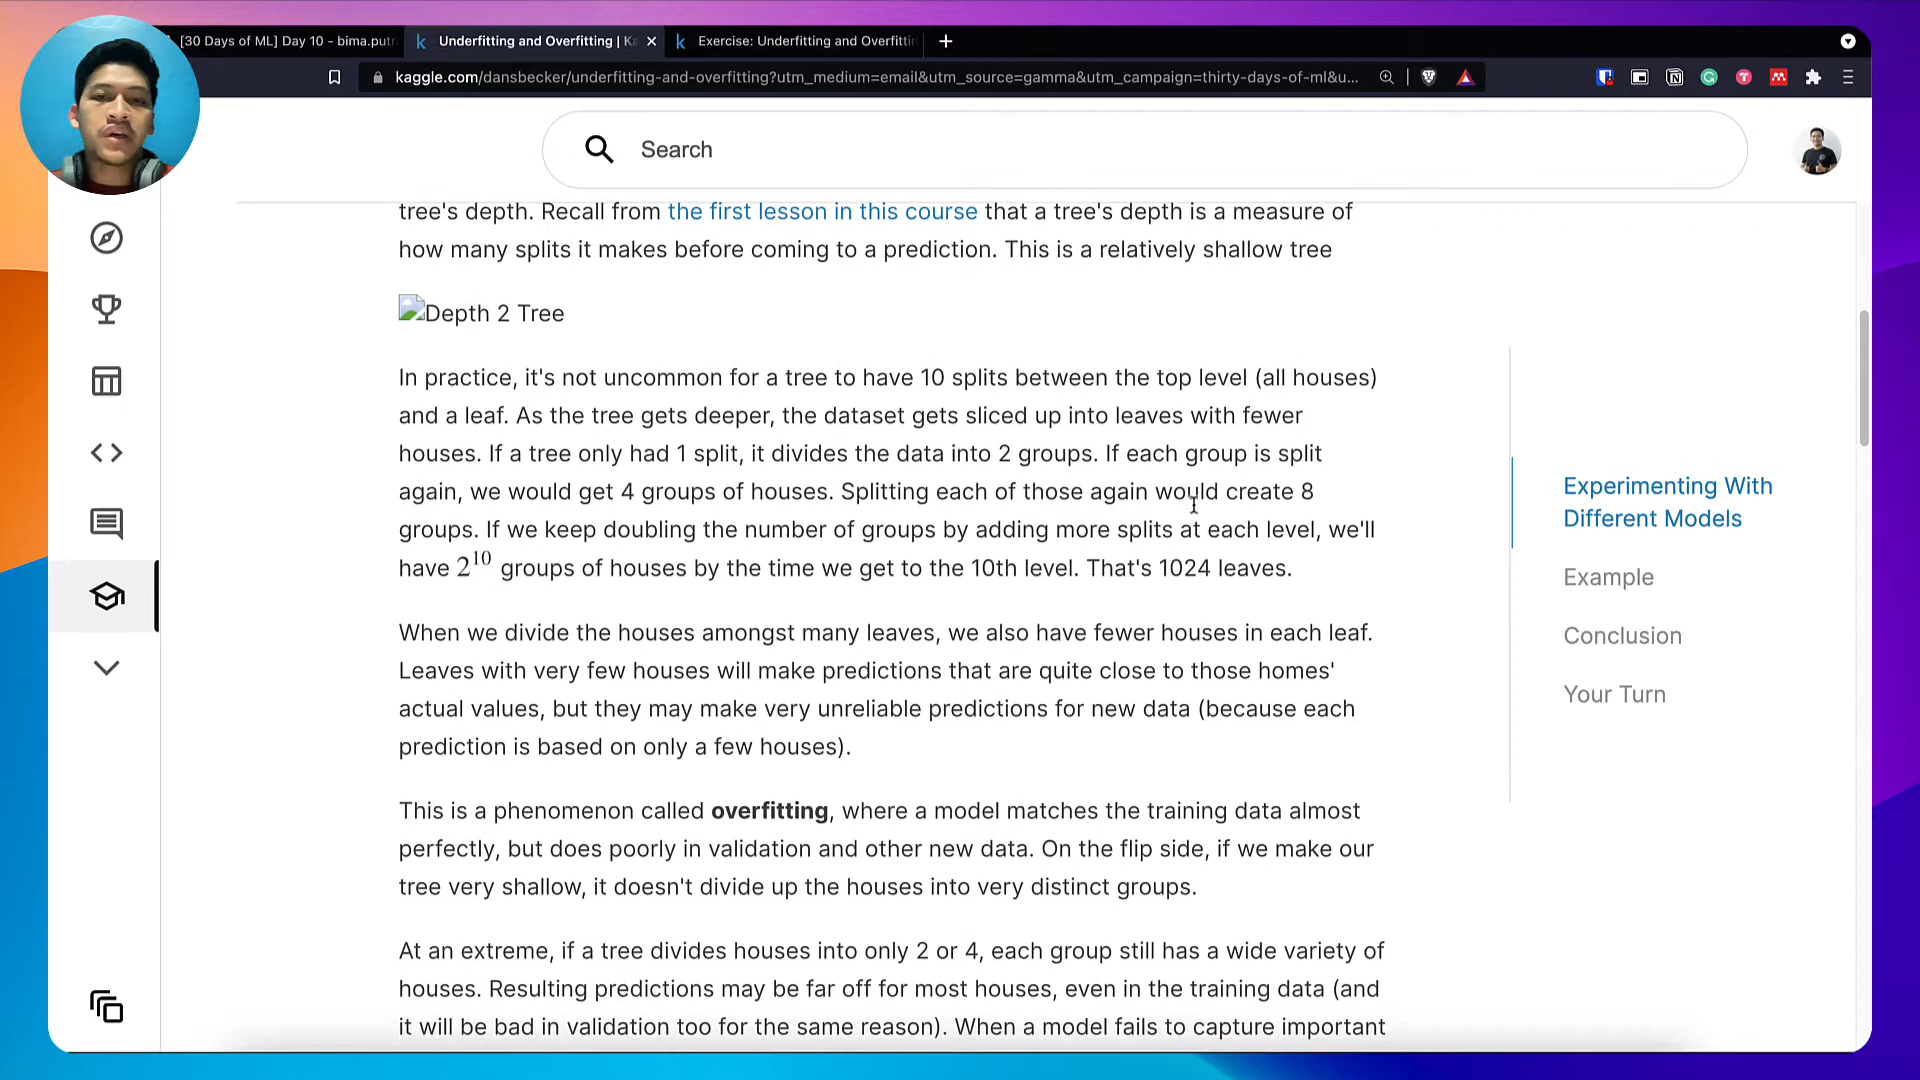 [30 Days of ML] Day 10 - bima.putr
Underfitting and Overfitting | Ka
Exercise: Underfitting and Overfittin
kaggle.com/dansbecker/underfitting-and-overfitting?utm_medium=email&utm_source=gamma&utm_campaign=thirty-days-of-ml&u...
Search
tree's depth. Recall from the first lesson in this course that a tree's depth is a measure of
how many splits it makes before coming to a prediction. This is a relatively shallow tree
Depth 2 Tree
In practice, it's not uncommon for a tree to have 10 splits between the top level (all houses)
and a leaf. As the tree gets deeper, the dataset gets sliced up into leaves with fewer
houses. If a tree only had 1 split, it divides the data into 2 groups. If each group is split
again, we would get 4 groups of houses. Splitting each of those again would create 8
groups. If we keep doubling the number of groups by adding more splits at each level, we'll
have 2^10 groups of houses by the time we get to the 10th level. That's 1024 leaves.
When we divide the houses amongst many leaves, we also have fewer houses in each leaf.
Leaves with very few houses will make predictions that are quite close to those homes'
actual values, but they may make very unreliable predictions for new data (because each
prediction is based on only a few houses).
This is a phenomenon called overfitting, where a model matches the training data almost
perfectly, but does poorly in validation and other new data. On the flip side, if we make our
tree very shallow, it doesn't divide up the houses into very distinct groups.
At an extreme, if a tree divides houses into only 2 or 4, each group still has a wide variety of
houses. Resulting predictions may be far off for most houses, even in the training data (and
it will be bad in validation too for the same reason). When a model fails to capture important
Experimenting With
Different Models
Example
Conclusion
Your Turn